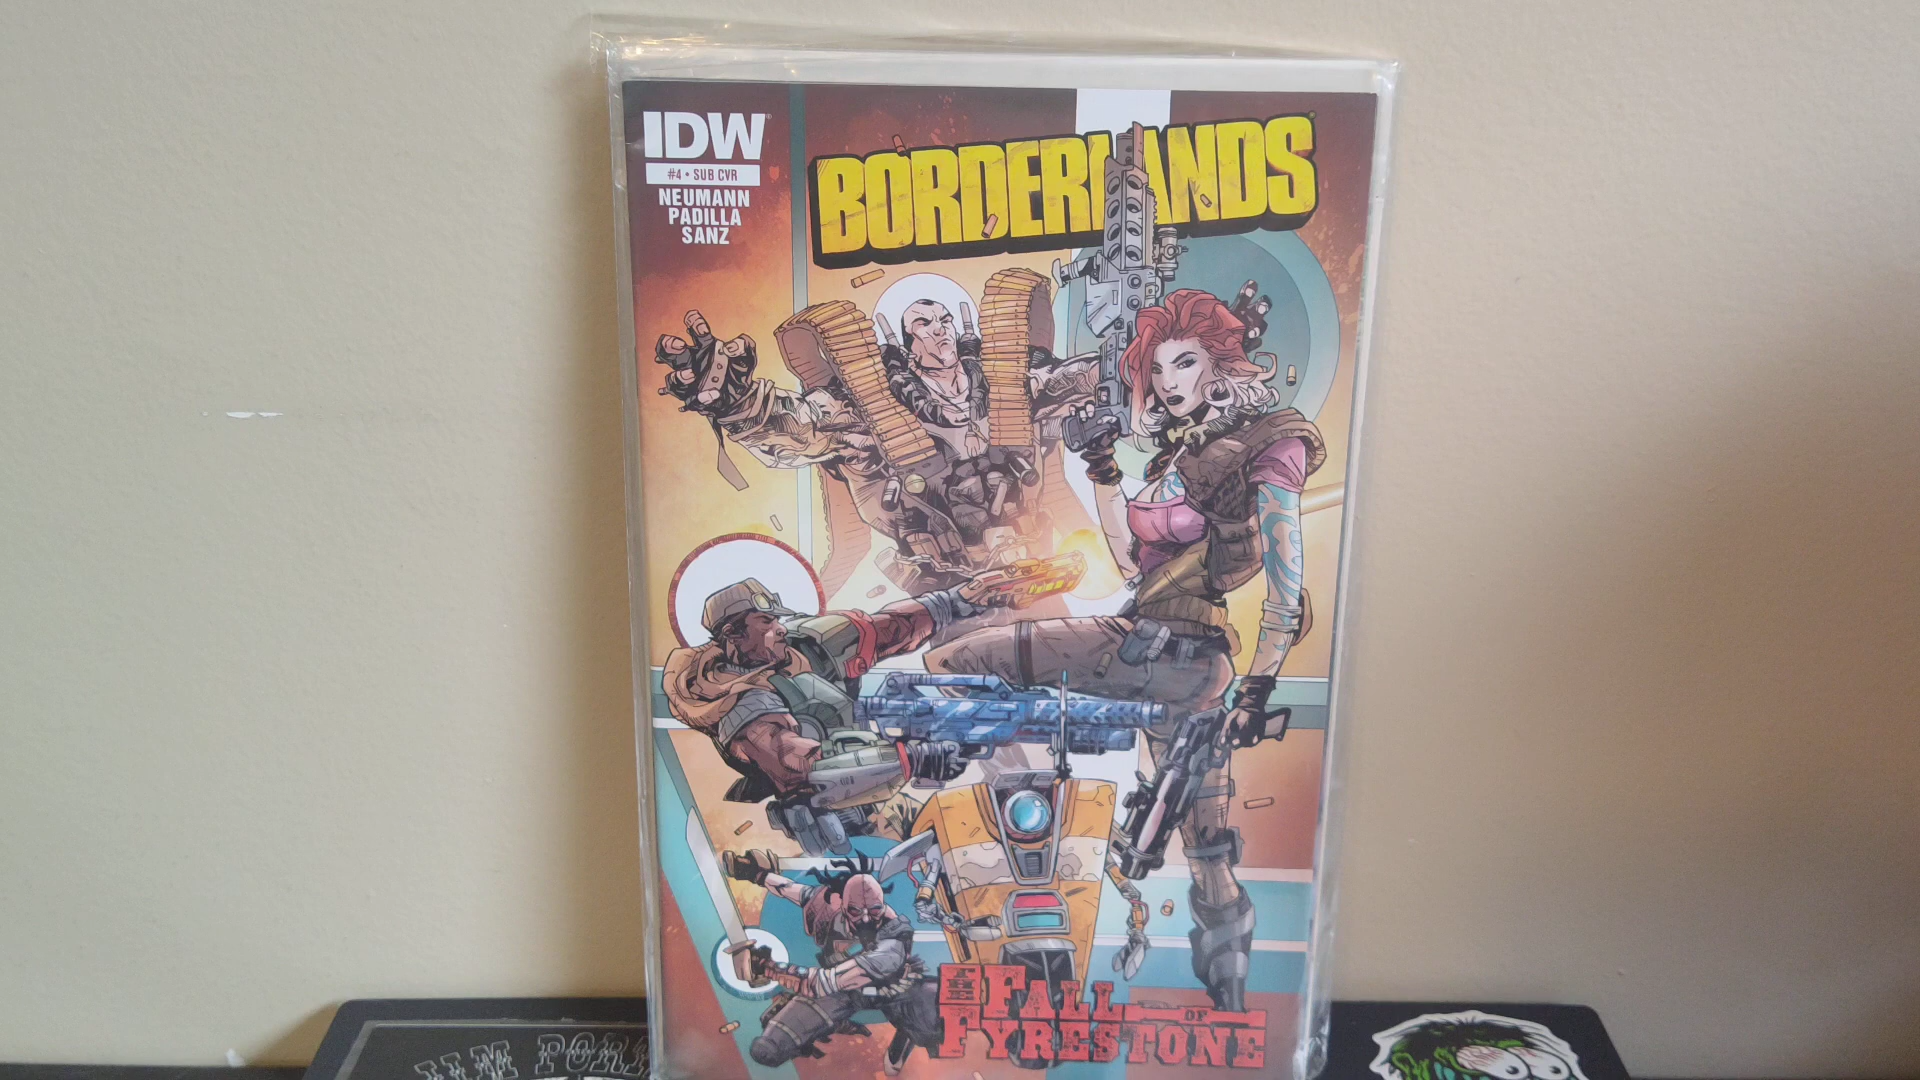 IDW
#4 • SUB CVR
NEUMANN
PADILLA
SANZ
BORDERLANDS
THE FALL OF
FYRESTONE